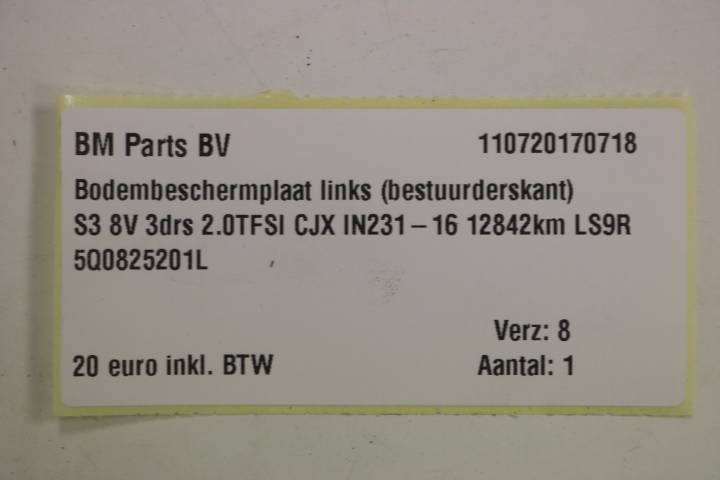 BM Parts BV 110720170718
Bodembeschermplaat links (bestuurderskant)
S3 8V 3drs 2.0TFSI CJX IN231 – 16 12842km LS9R
5Q0825201L
Verz: 8
20 euro inkl. BTW Aantal: 1